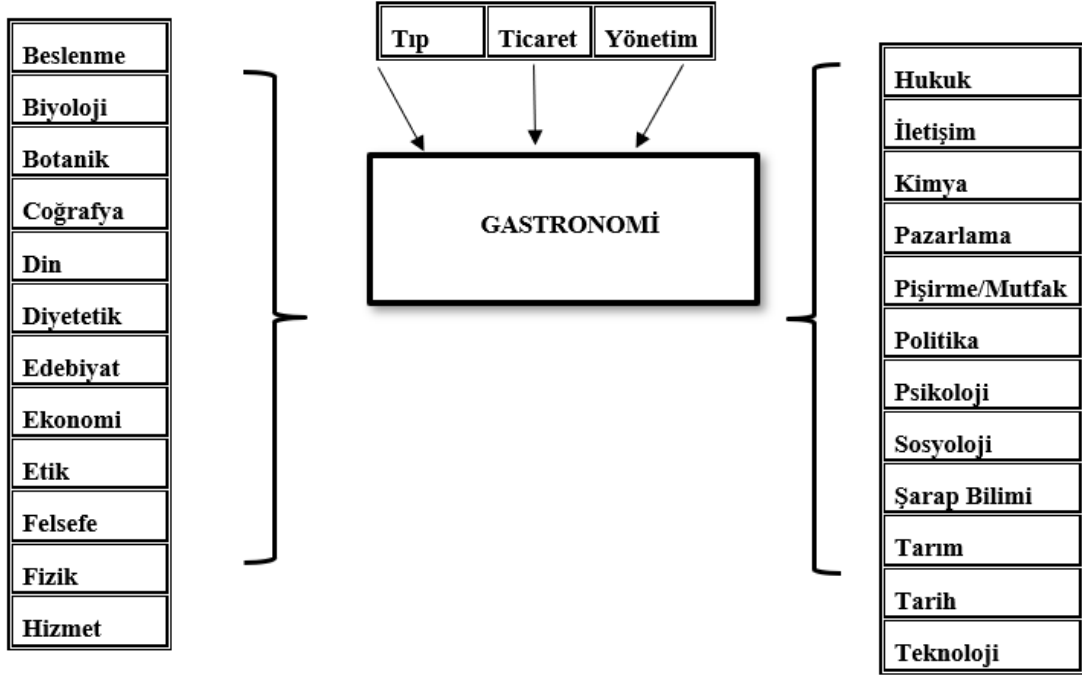 Tıp
Ticaret
Yönetim
Beslenme
Biyoloji
Botanik
Coğrafya
Din
Diyetetik
Edebiyat
Ekonomi
Etik
Felsefe
Fizik
Hizmet
GASTRONOMİ
Hukuk
İletişim
Kimya
Pazarlama
Pişirme/Mutfak
Politika
Psikoloji
Sosyoloji
Şarap Bilimi
Tarım
Tarih
Teknoloji